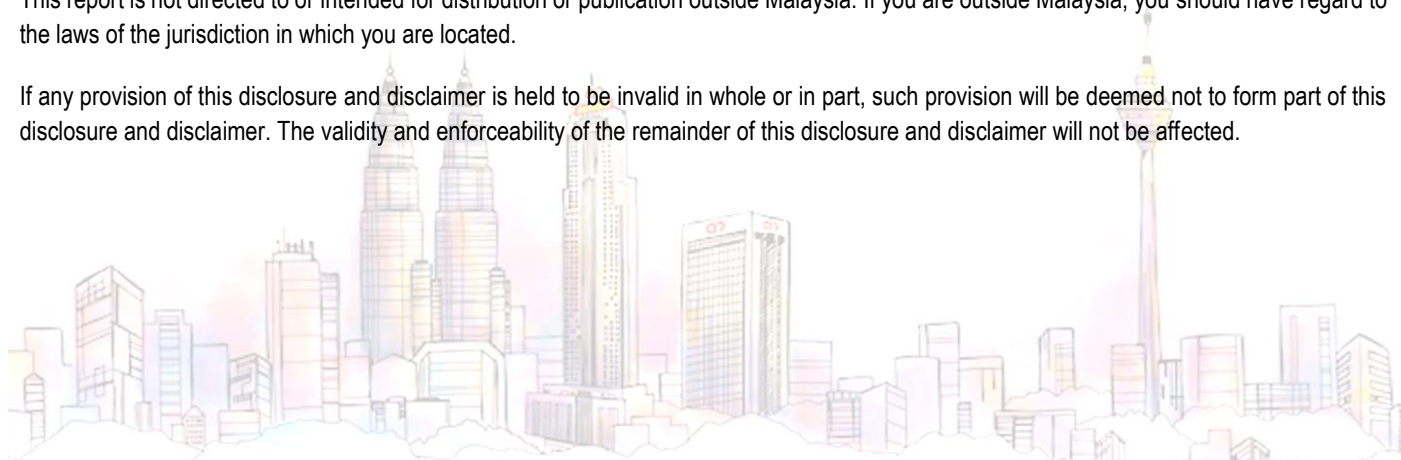 This report is not directed to or intended for distribution or publication outside Malaysia. If you are outside Malaysia, you should have regard to
the laws of the jurisdiction in which you are located.
If any provision of this disclosure and disclaimer is held to be invalid in whole or in part, such provision will be deemed not to form part of this
disclosure and disclaimer. The validity and enforceability of the remainder of this disclosure and disclaimer will not be affected.